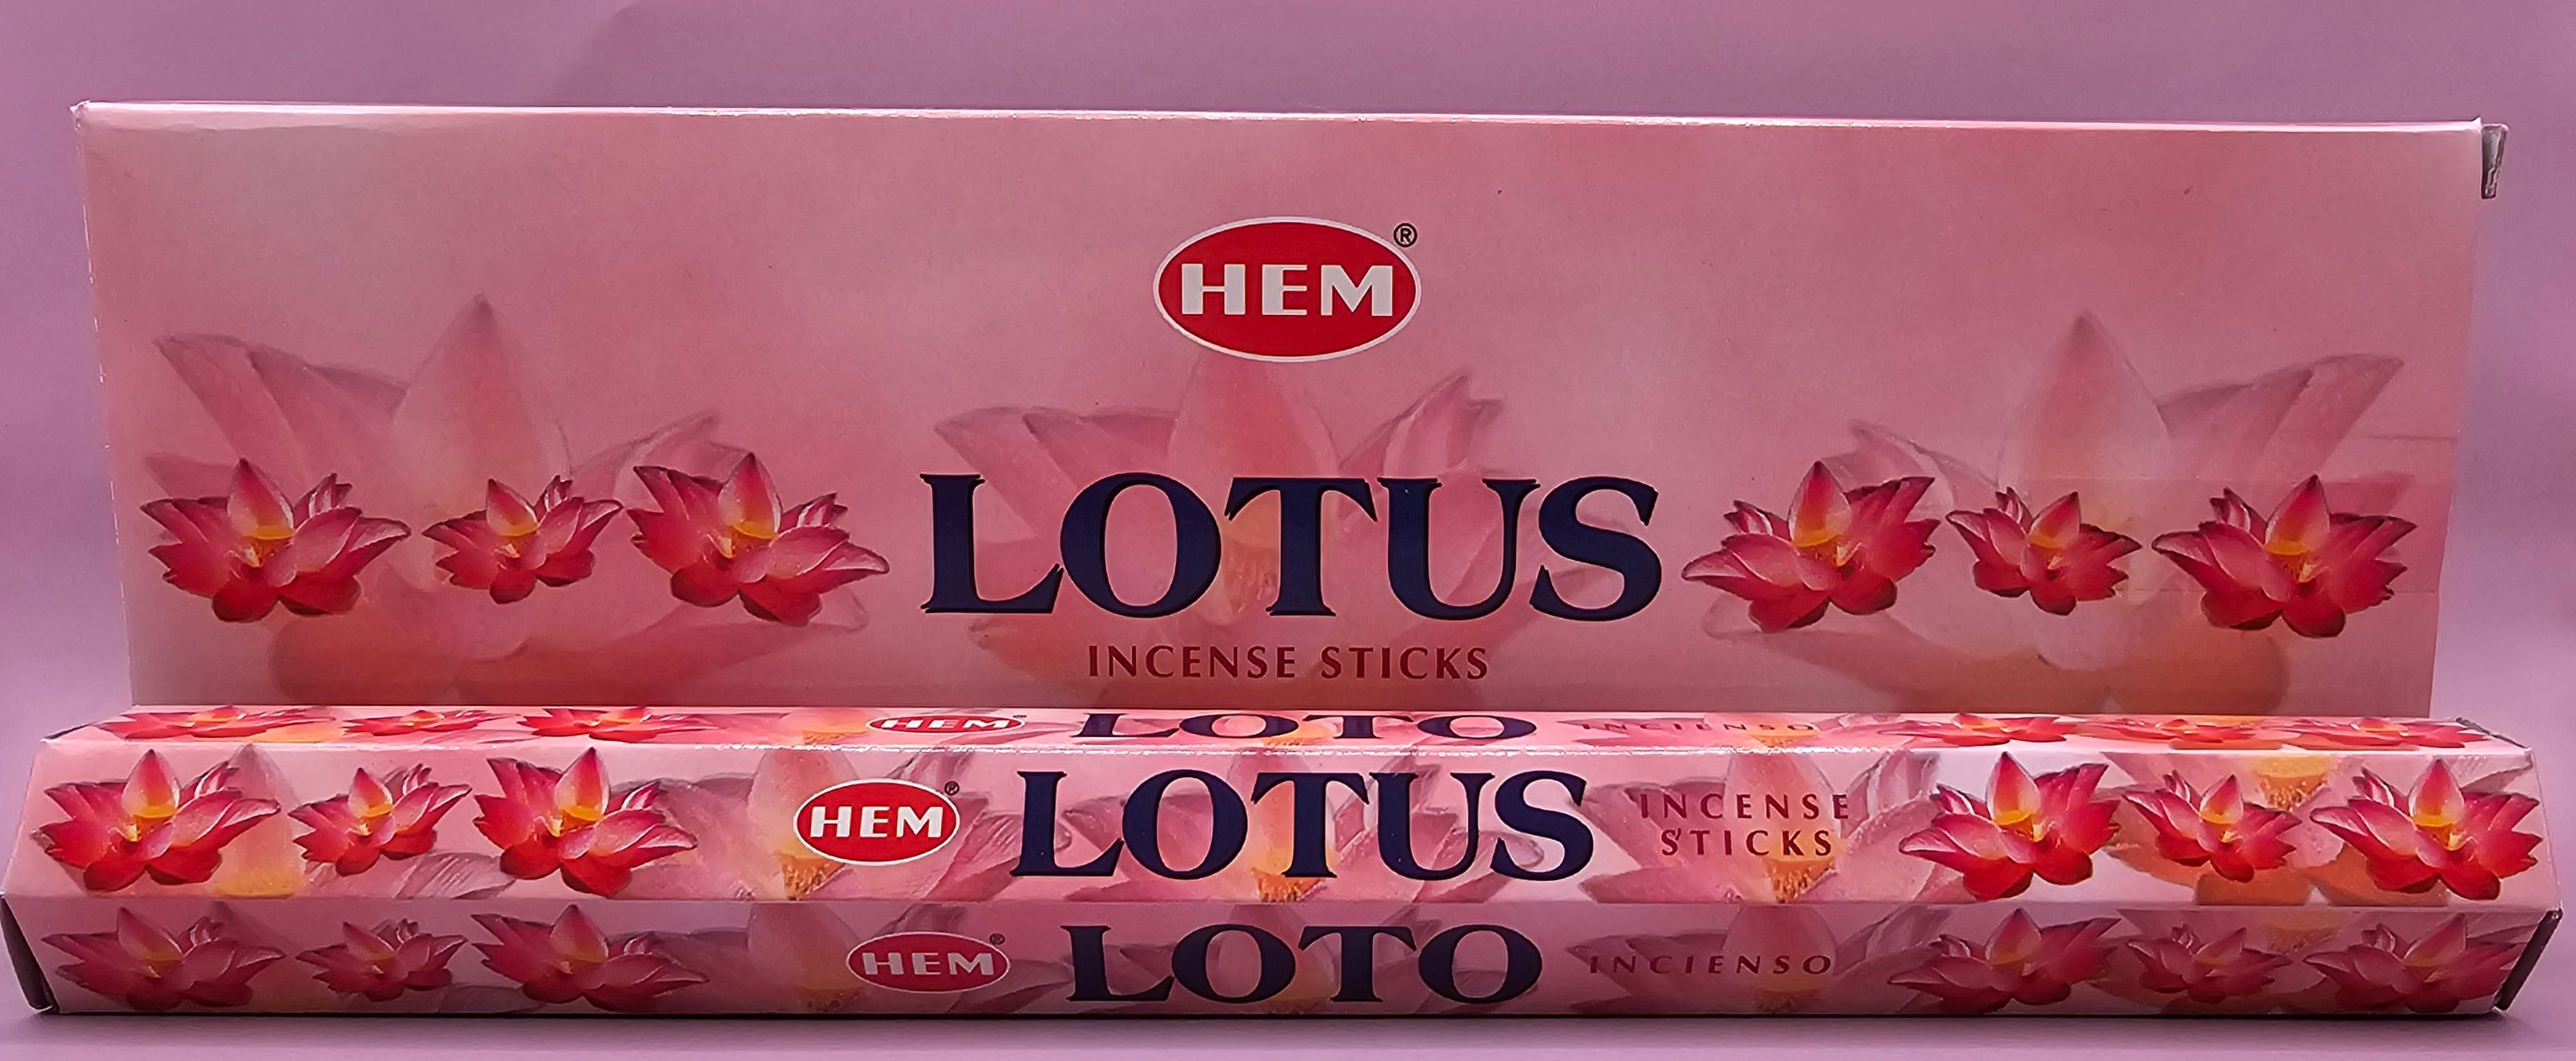 HEM®
LOTUS
INCENSE STICKS
HEM LOTO INCIENSO
HEM® LOTUS INCENSE
STICKS
HEM® LOTO INCIENSO